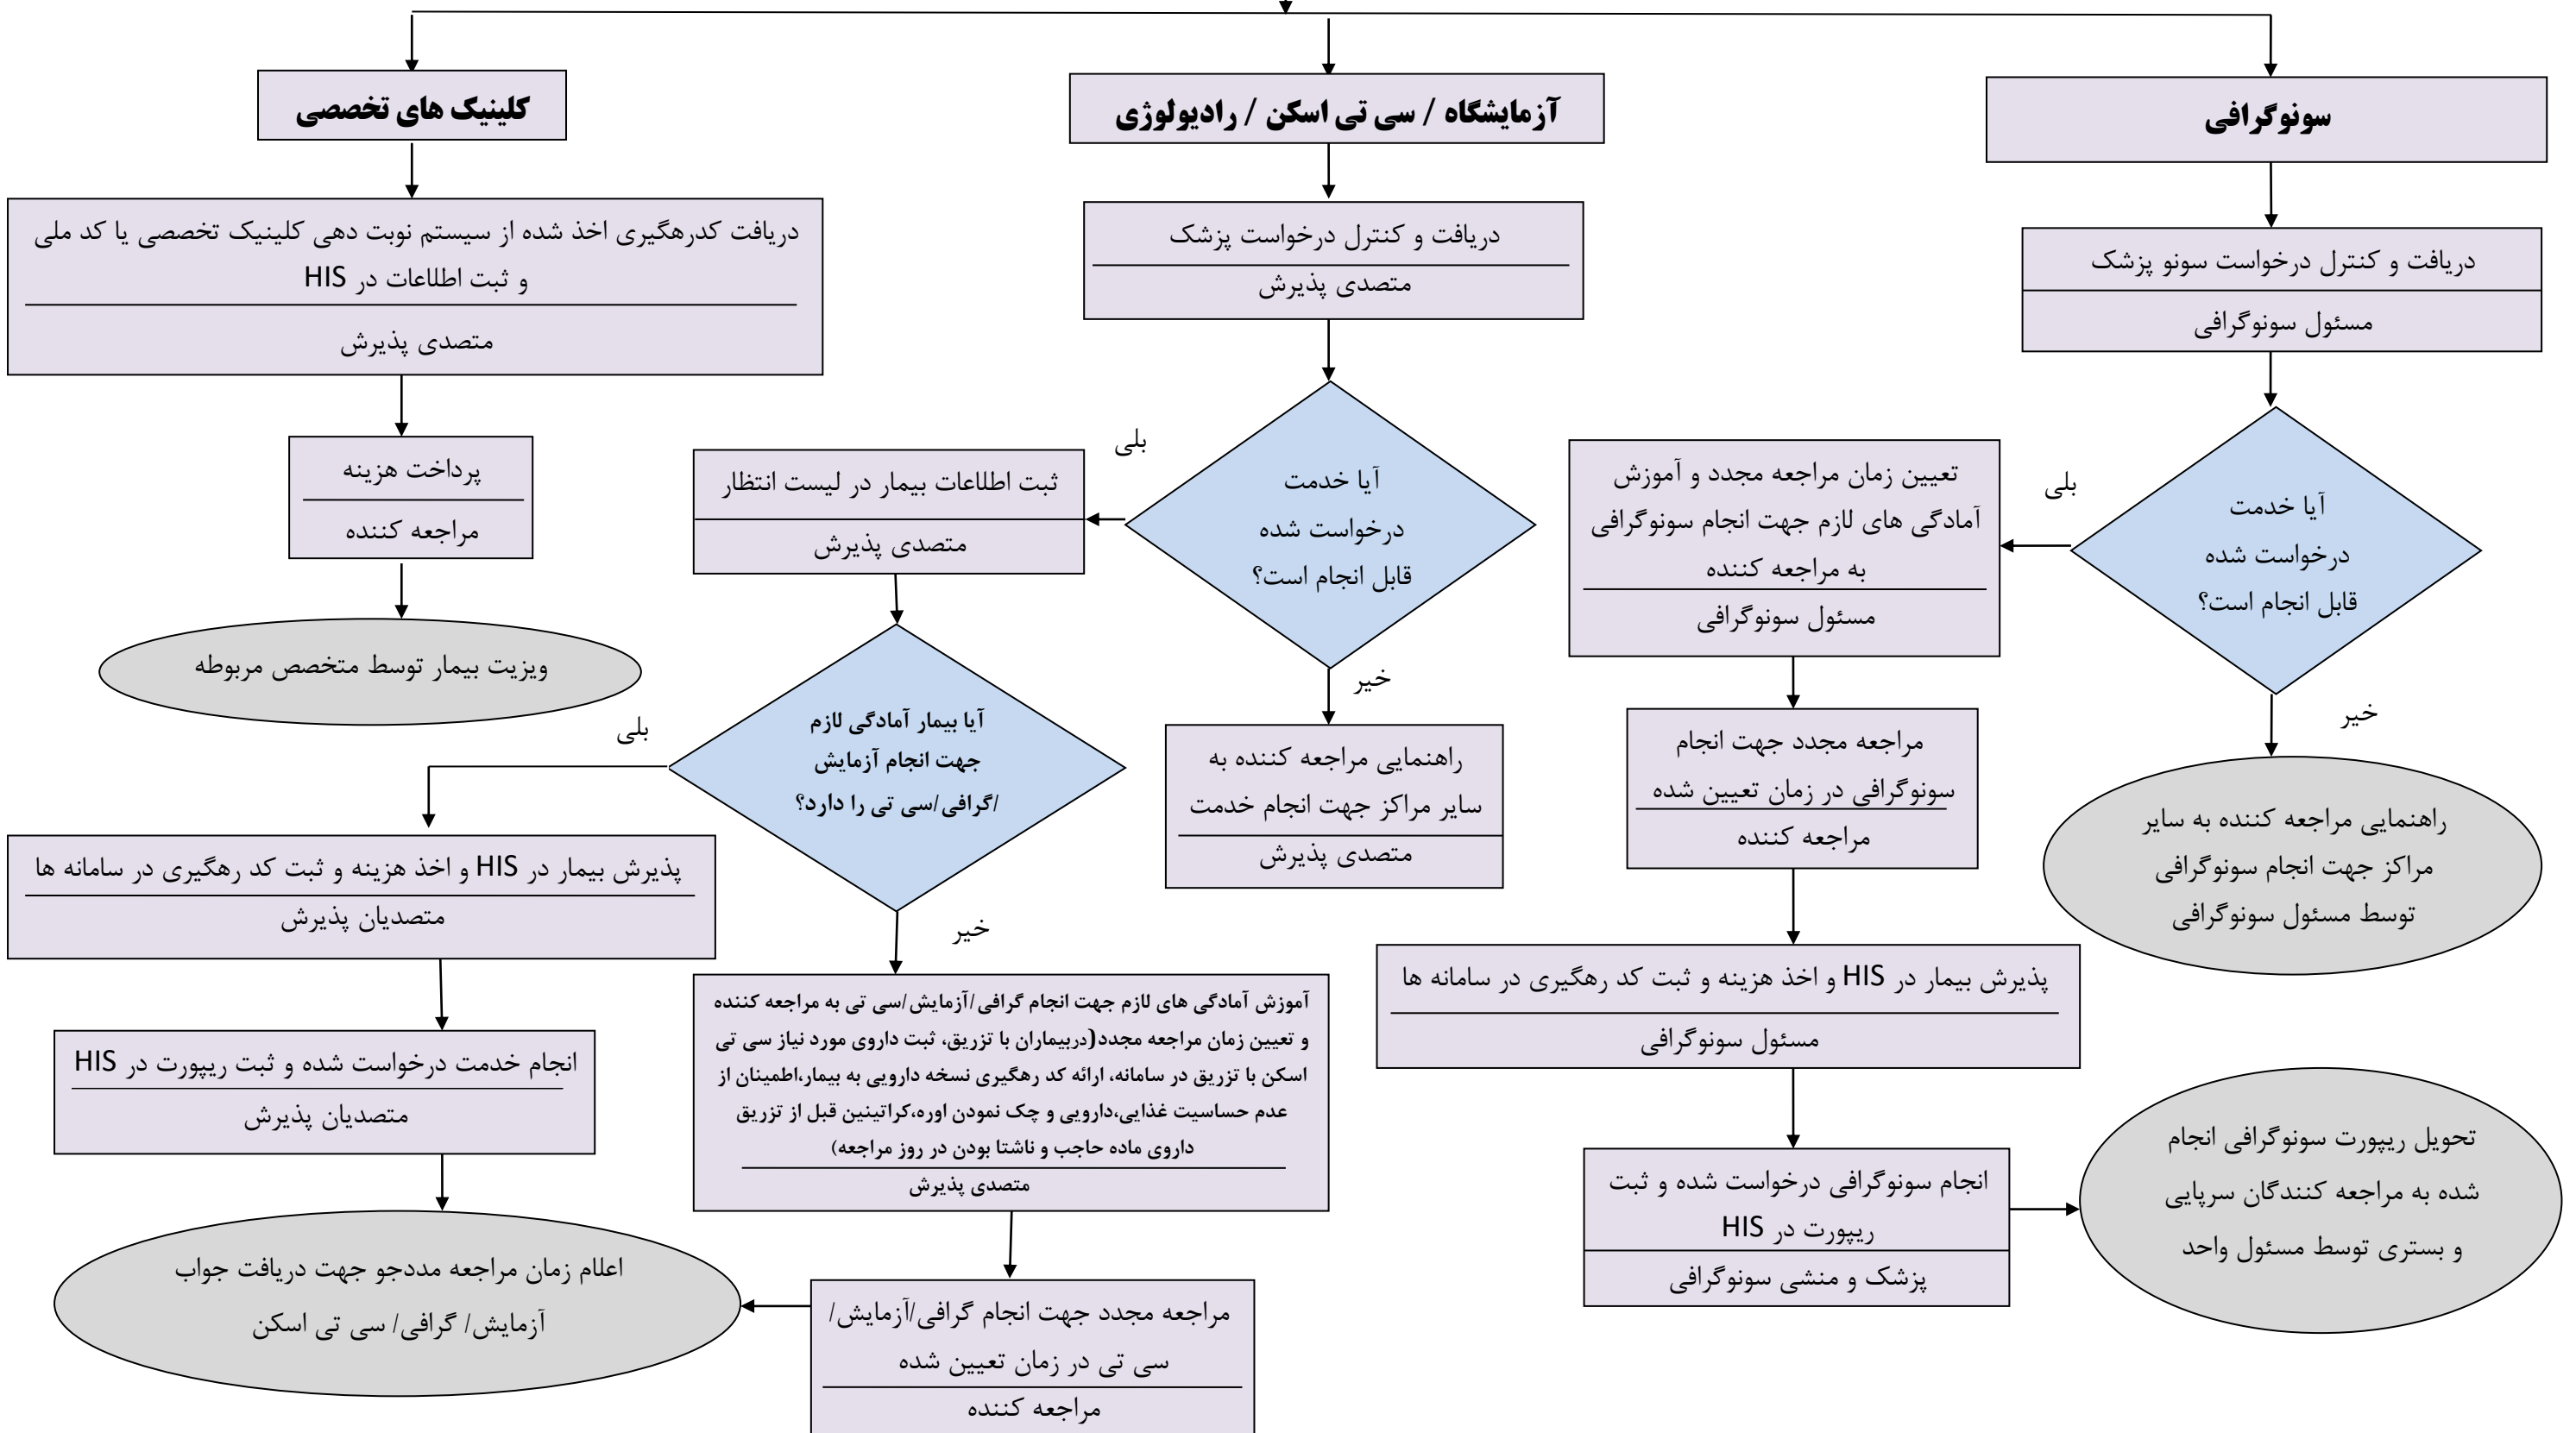 سونوگرافی
دریافت و کنترل درخواست سونو پزشک
مسئول سونوگرافی
آیا خدمت
درخواست شده
قابل انجام است؟
بلی
خیر
تعیین زمان مراجعه مجدد و آموزش
آمادگی های لازم جهت انجام سونوگرافی
به مراجعه کننده
مسئول سونوگرافی
مراجعه مجدد جهت انجام
سونوگرافی در زمان تعیین شده
مراجعه کننده
راهنمایی مراجعه کننده به سایر
مراکز جهت انجام سونوگرافی
توسط مسئول سونوگرافی
پذیرش بیمار در HIS و اخذ هزینه و ثبت کد رهگیری در سامانه ها
مسئول سونوگرافی
انجام سونوگرافی درخواست شده و ثبت
ریپورت در HIS
پزشک و منشی سونوگرافی
تحویل ریپورت سونوگرافی انجام
شده به مراجعه کنندگان سرپایی
و بستری توسط مسئول واحد
آزمایشگاه / سی تی اسکن / رادیولوژی
دریافت و کنترل درخواست پزشک
متصدی پذیرش
آیا خدمت
درخواست شده
قابل انجام است؟
بلی
خیر
راهنمایی مراجعه کننده به
سایر مراکز جهت انجام خدمت
متصدی پذیرش
ثبت اطلاعات بیمار در لیست انتظار
متصدی پذیرش
آیا بیمار آمادگی لازم
جهت انجام آزمایش
/گرافی/سی تی را دارد؟
بلی
خیر
آموزش آمادگی های لازم جهت انجام گرافی/آزمایش/سی تی به مراجعه کننده
و تعیین زمان مراجعه مجدد(دربیماران با تزریق، ثبت داروی مورد نیاز سی تی
اسکن با تزریق در سامانه، ارائه کد رهگیری نسخه دارویی به بیمار،اطمینان از
عدم حساسیت غذایی،دارویی و چک نمودن اوره،کراتینین قبل از تزریق
داروی ماده حاجب و ناشتا بودن در روز مراجعه)
متصدی پذیرش
مراجعه مجدد جهت انجام گرافی/آزمایش/
سی تی در زمان تعیین شده
مراجعه کننده
پذیرش بیمار در HIS و اخذ هزینه و ثبت کد رهگیری در سامانه ها
متصدیان پذیرش
انجام خدمت درخواست شده و ثبت ریپورت در HIS
متصدیان پذیرش
اعلام زمان مراجعه مددجو جهت دریافت جواب
آزمایش/ گرافی/ سی تی اسکن
کلینیک های تخصصی
دریافت کدرهگیری اخذ شده از سیستم نوبت دهی کلینیک تخصصی یا کد ملی
و ثبت اطلاعات در HIS
متصدی پذیرش
پرداخت هزینه
مراجعه کننده
ویزیت بیمار توسط متخصص مربوطه